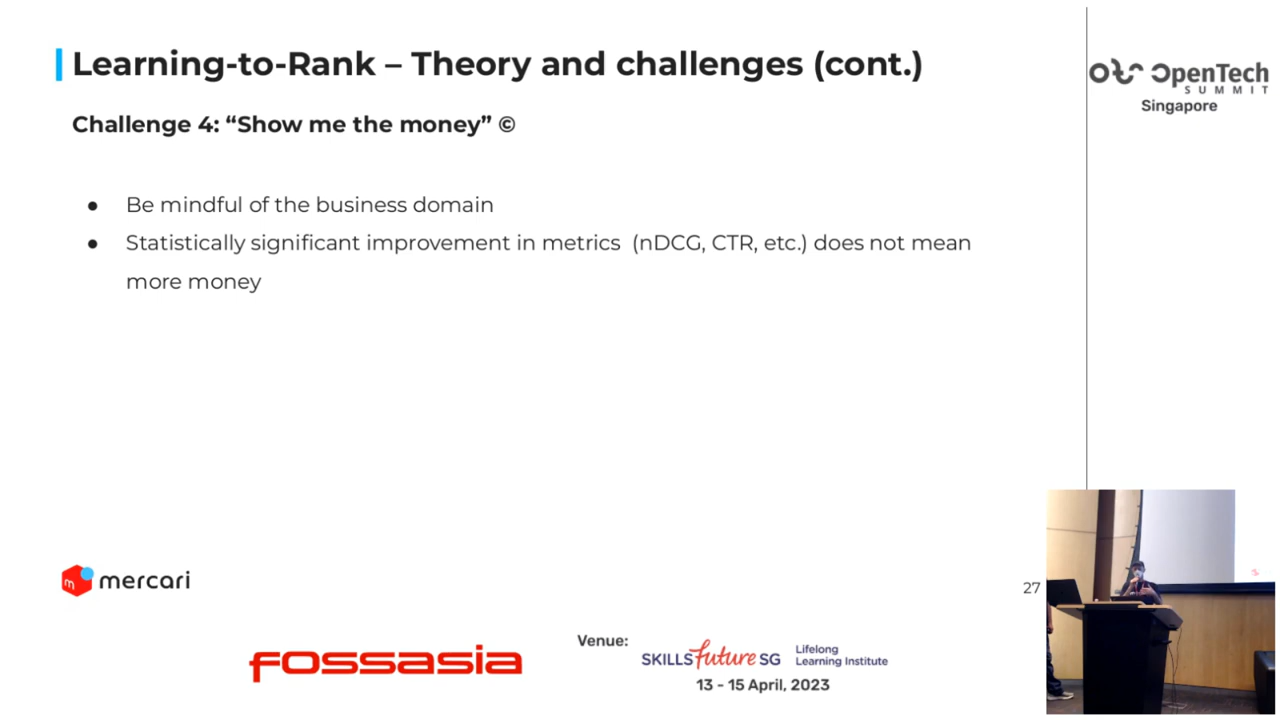 Learning-to-Rank – Theory and challenges (cont.)
Challenge 4: “Show me the money” ©
● Be mindful of the business domain
● Statistically significant improvement in metrics (nDCG, CTR, etc.) does not mean
more money
OpenTech
SUMMIT
Singapore
mercari
27
fossasia
Venue:
SKILLSfuture SG
Lifelong
Learning Institute
13 - 15 April, 2023